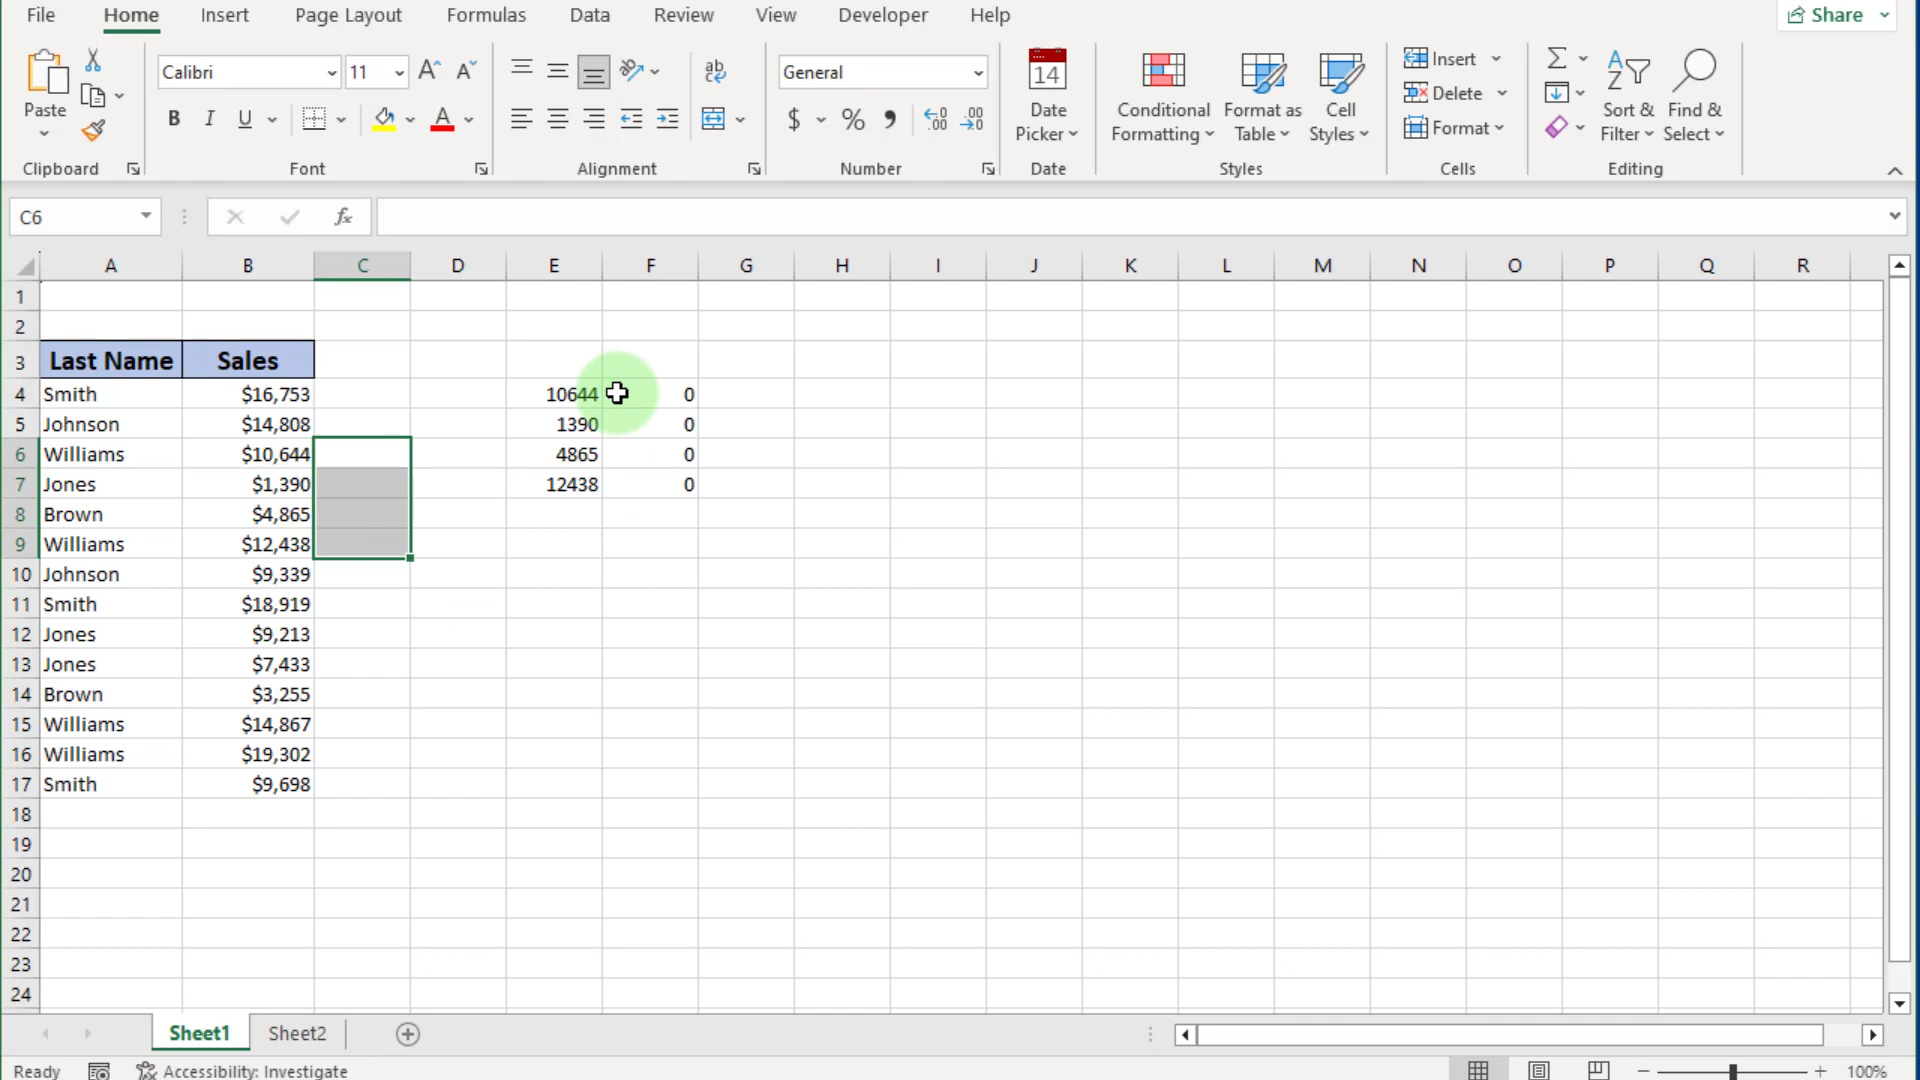 File Home Insert Page Layout Formulas Data Review View Developer Help Share
Calibri 11 ab General 14
Paste Date Picker Conditional Formatting Format as Table Cell Styles Insert Delete Format Sort & Filter Find & Select
B I U A $ % 9 .00 .00
Clipboard Font Alignment Number Date Styles Cells Editing
C6 fx
A B C D E F G H I J K L M N O P Q R
1
2
3 Last Name Sales
4 Smith $16,753 10644 0
5 Johnson $14,808 1390 0
6 Williams $10,644 4865 0
7 Jones $1,390 12438 0
8 Brown $4,865
9 Williams $12,438
10 Johnson $9,339
11 Smith $18,919
12 Jones $9,213
13 Jones $7,433
14 Brown $3,255
15 Williams $14,867
16 Williams $19,302
17 Smith $9,698
18
19
20
21
22
23
24
Sheet1 Sheet2
Ready Accessibility: Investigate 100%